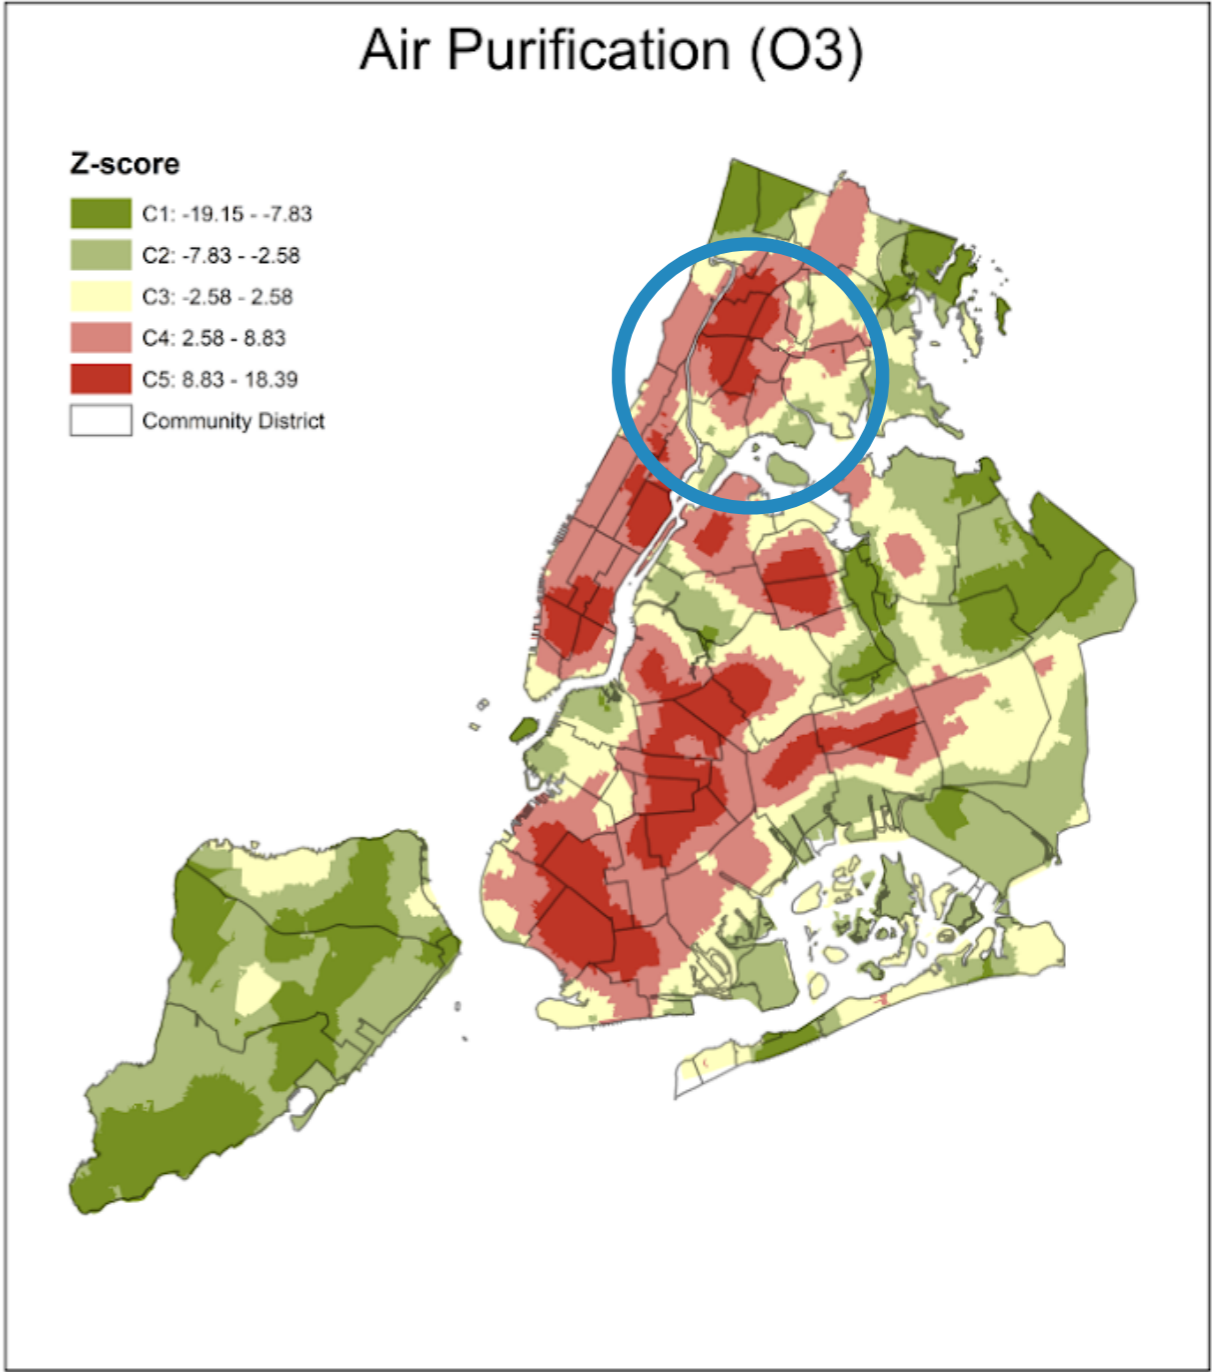 Air Purification (O3)
Z-score
C1: -19.15 - -7.83
C2: -7.83 - -2.58
C3: -2.58 - 2.58
C4: 2.58 - 8.83
C5: 8.83 - 18.39
Community District